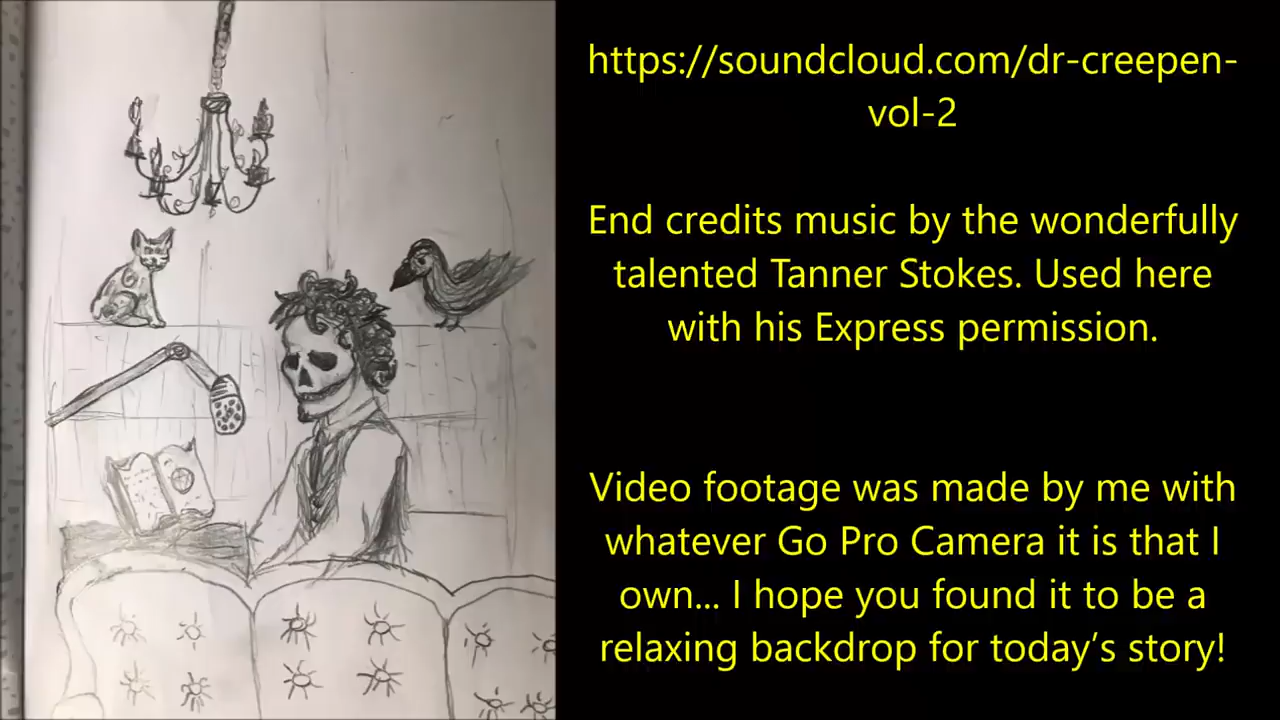 https://soundcloud.com/dr-creepen-
vol-2
End credits music by the wonderfully
talented Tanner Stokes. Used here
with his Express permission.
Video footage was made by me with
whatever Go Pro Camera it is that I
own... I hope you found it to be a
relaxing backdrop for today’s story!